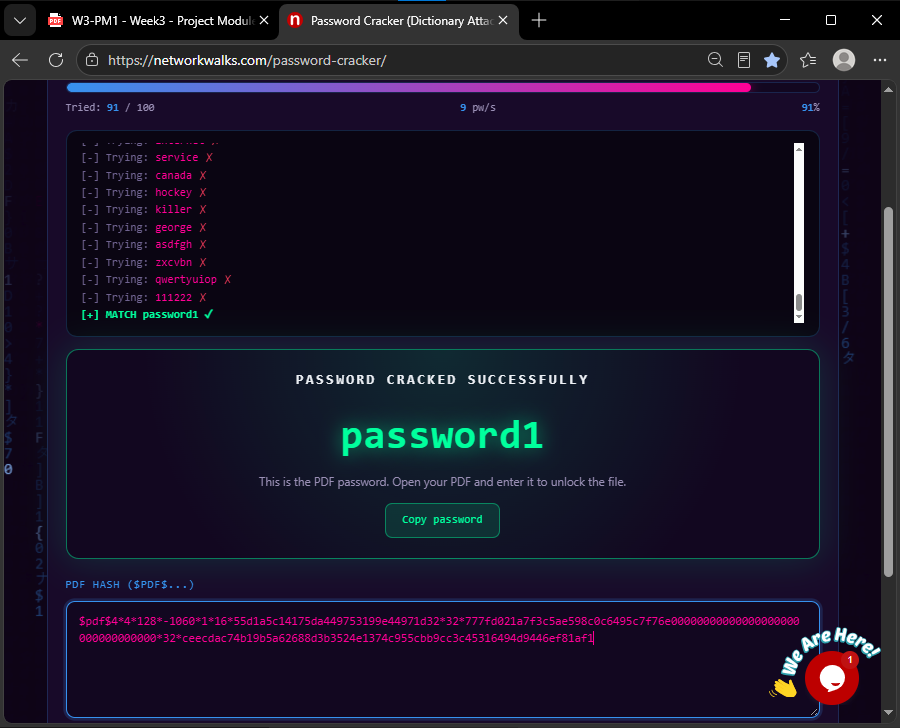 W3-PM1 - Week3 - Project Modul
Password Cracker (Dictionary Atta
https://networkwalks.com/password-cracker/
Tried: 91 / 100
9 pw/s
91%
[-] Trying: service ✗
[-] Trying: canada ✗
[-] Trying: hockey ✗
[-] Trying: killer ✗
[-] Trying: george ✗
[-] Trying: asdfgh ✗
[-] Trying: zxcvbn ✗
[-] Trying: qwertyuiop ✗
[-] Trying: 111222 ✗
[+] MATCH password1 ✓
PASSWORD CRACKED SUCCESSFULLY
password1
This is the PDF password. Open your PDF and enter it to unlock the file.
Copy password
PDF HASH ($PDF$...)
$pdf$4*4*128*-1060*1*16*55d1a5c14175da449753199e44971d32*32*777fd021a7f3c5ae598c0c6495c7f76e0000000000000000000
0000000000000*32*ceecdac74b19b5a62688d3b3524e1374c955cbb9cc3c45316494d9446ef81af1
We Are Here!
1